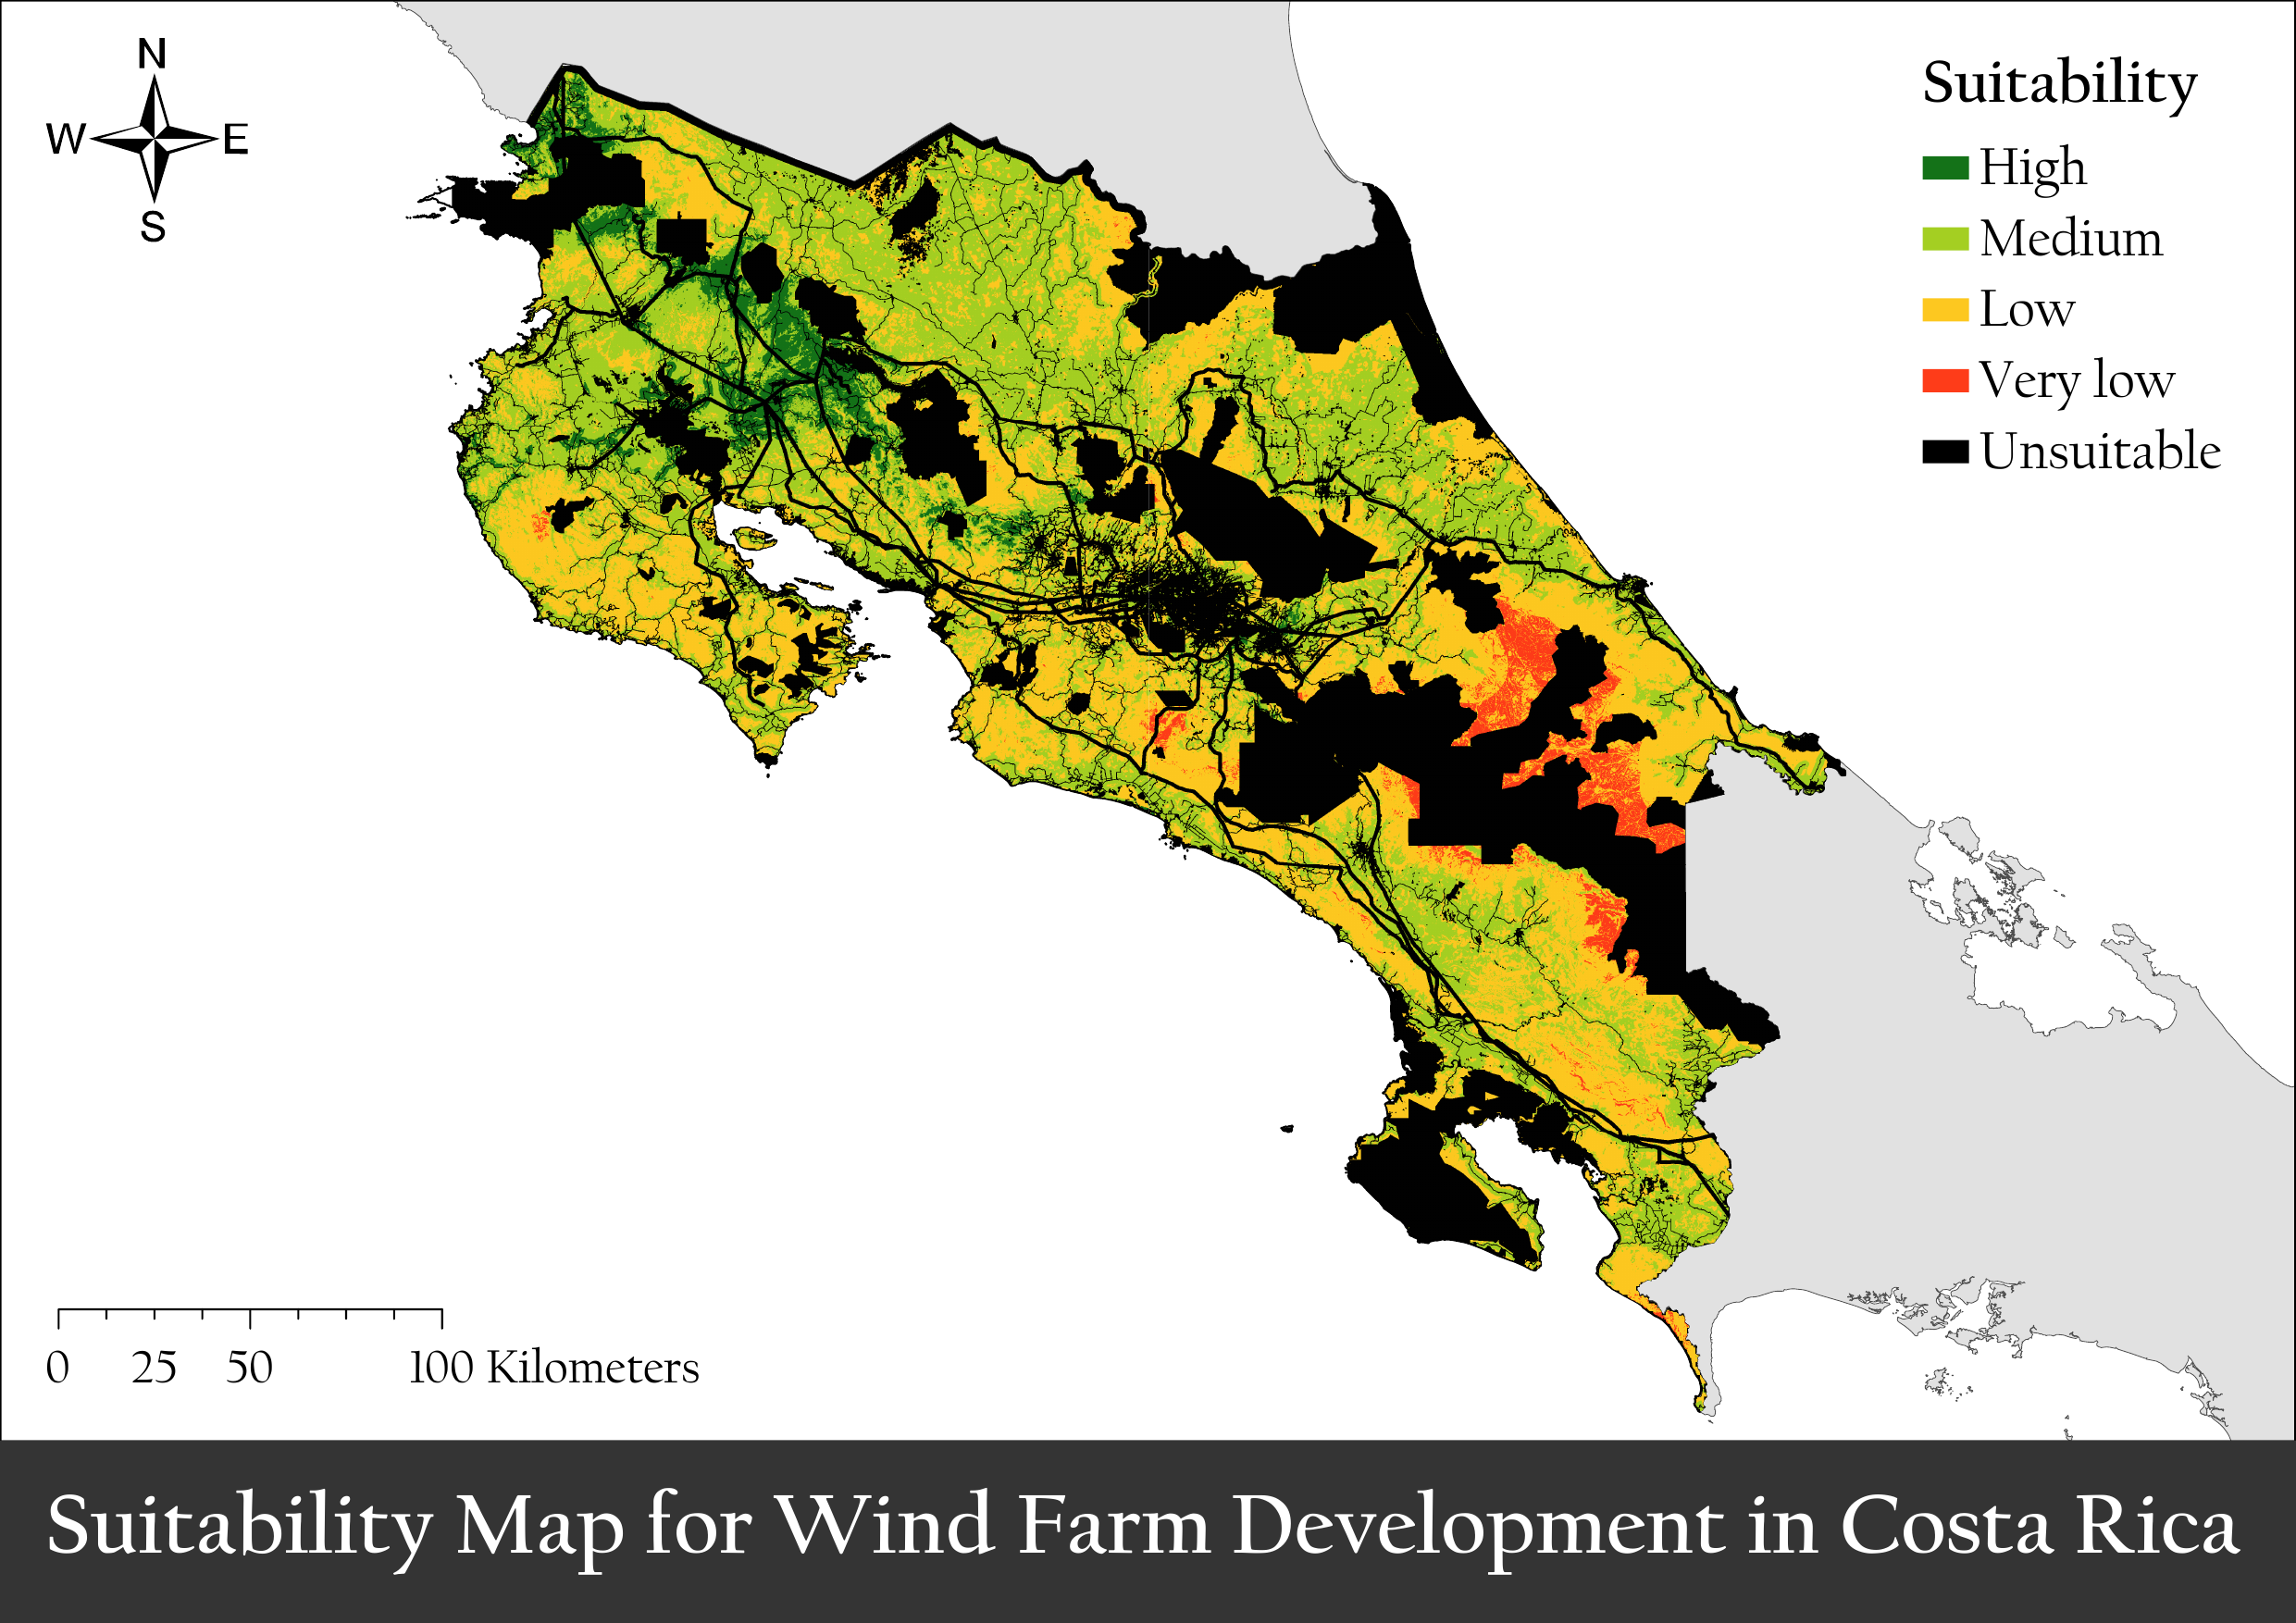 N
W E
S
Suitability
High
Medium
Low
Very low
Unsuitable
0 25 50 100 Kilometers
Suitability Map for Wind Farm Development in Costa Rica